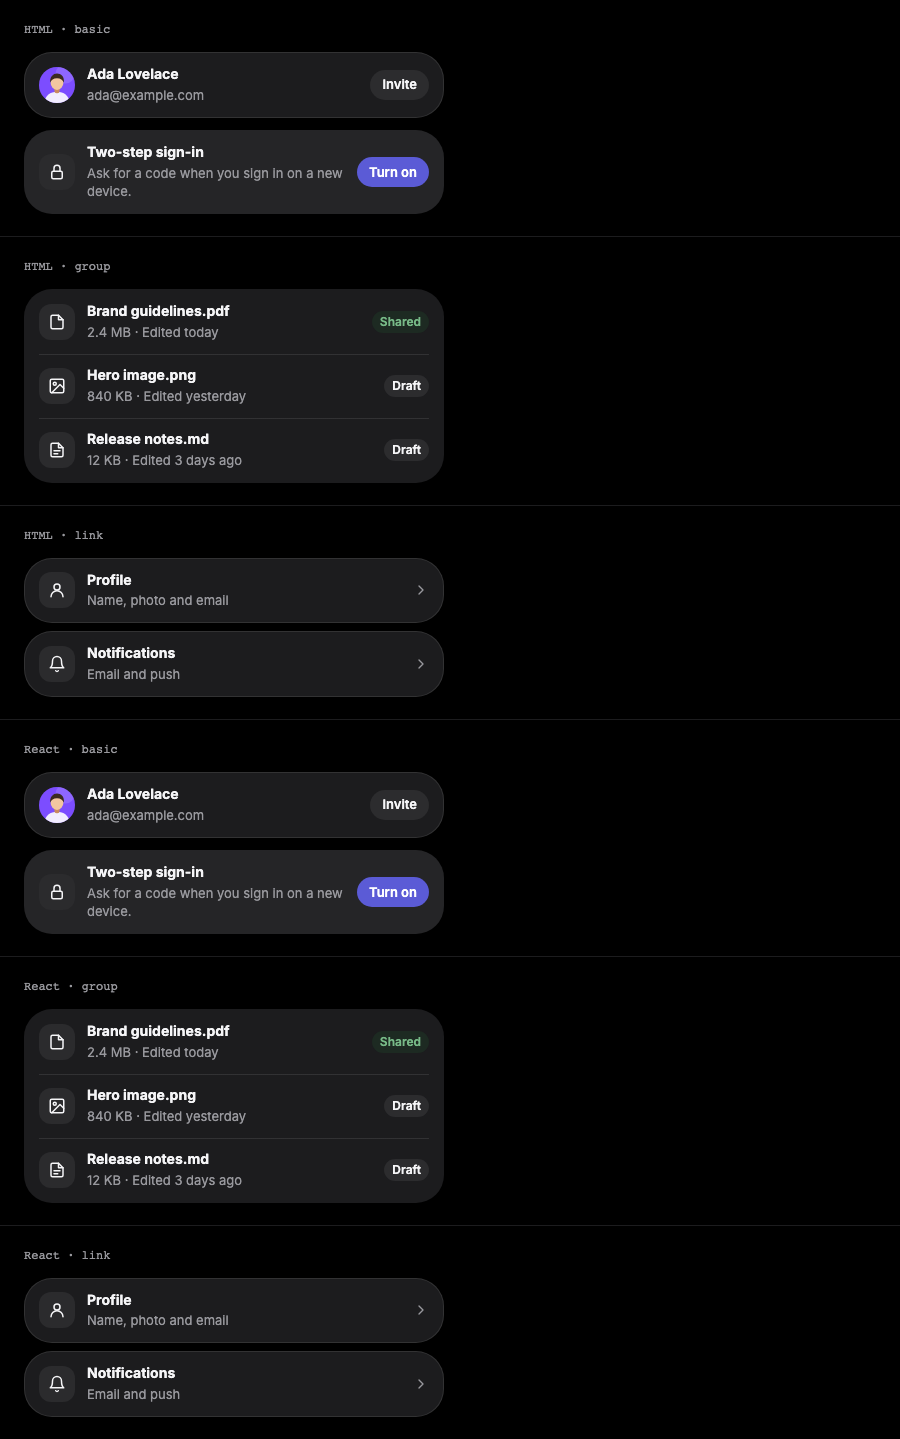 HTML · basic
Ada Lovelace
ada@example.com
Invite
Two-step sign-in
Ask for a code when you sign in on a new
device.
Turn on
HTML · group
Brand guidelines.pdf
2.4 MB · Edited today
Shared
Hero image.png
840 KB · Edited yesterday
Draft
Release notes.md
12 KB · Edited 3 days ago
Draft
HTML · link
Profile
Name, photo and email
Notifications
Email and push
React · basic
Ada Lovelace
ada@example.com
Invite
Two-step sign-in
Ask for a code when you sign in on a new
device.
Turn on
React · group
Brand guidelines.pdf
2.4 MB · Edited today
Shared
Hero image.png
840 KB · Edited yesterday
Draft
Release notes.md
12 KB · Edited 3 days ago
Draft
React · link
Profile
Name, photo and email
Notifications
Email and push